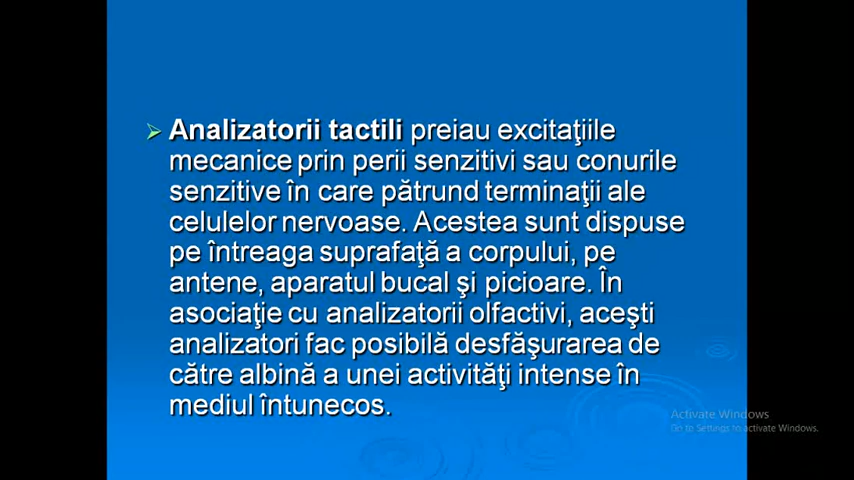 Analizatorii tactili preiau excitaţiile
mecanice prin perii senzitivi sau conurile
senzitive în care pătrund terminaţii ale
celulelor nervoase. Acestea sunt dispuse
pe întreaga suprafaţă a corpului, pe
antene, aparatul bucal şi picioare. În
asociaţie cu analizatorii olfactivi, aceşti
analizatori fac posibilă desfăşurarea de
către albină a unei activităţi intense în
mediul întunecos.
Activate Windows
Go to Settings to activate Windows.